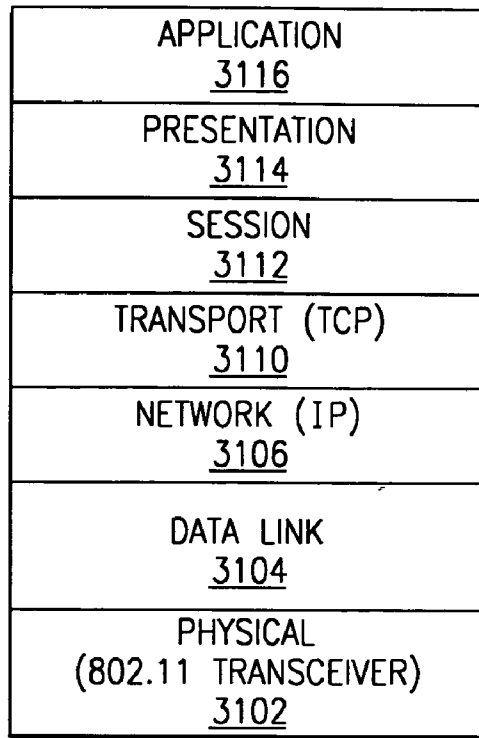 APPLICATION
3116
PRESENTATION
3114
SESSION
3112
TRANSPORT (TCP)
3110
NETWORK (IP)
3106
DATA LINK
3104
PHYSICAL
(802.11 TRANSCEIVER)
3102